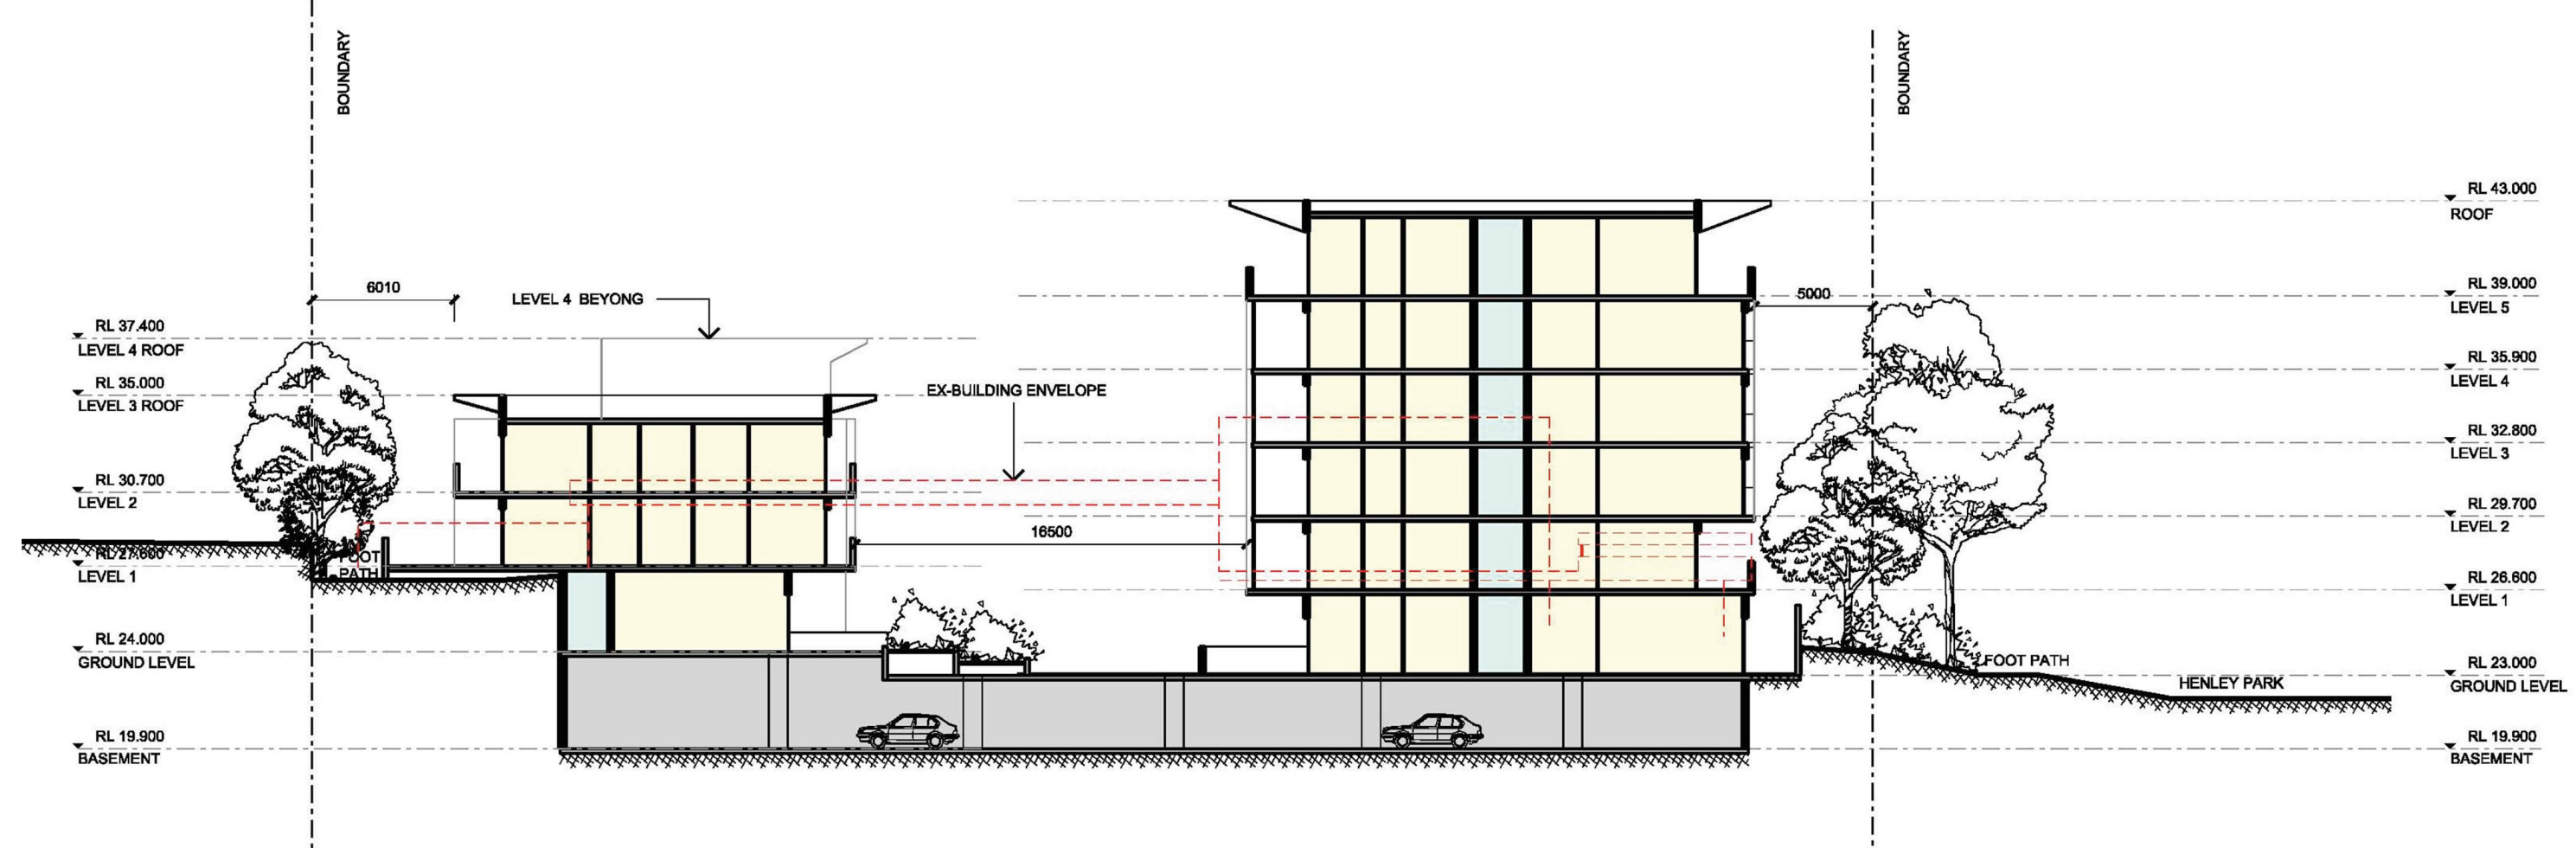 BOUNDARY
BOUNDARY
RL 43.000
ROOF
6010
LEVEL 4 BEYONG
RL 39.000
LEVEL 5
5000
RL 37.400
LEVEL 4 ROOF
RL 35.900
LEVEL 4
RL 35.000
LEVEL 3 ROOF
EX-BUILDING ENVELOPE
RL 32.800
LEVEL 3
RL 30.700
LEVEL 2
RL 29.700
LEVEL 2
16500
RL 27.600
LEVEL 1
FOOT
PATH
RL 26.600
LEVEL 1
RL 24.000
GROUND LEVEL
FOOT PATH
RL 23.000
GROUND LEVEL
HENLEY PARK
RL 19.900
BASEMENT
RL 19.900
BASEMENT